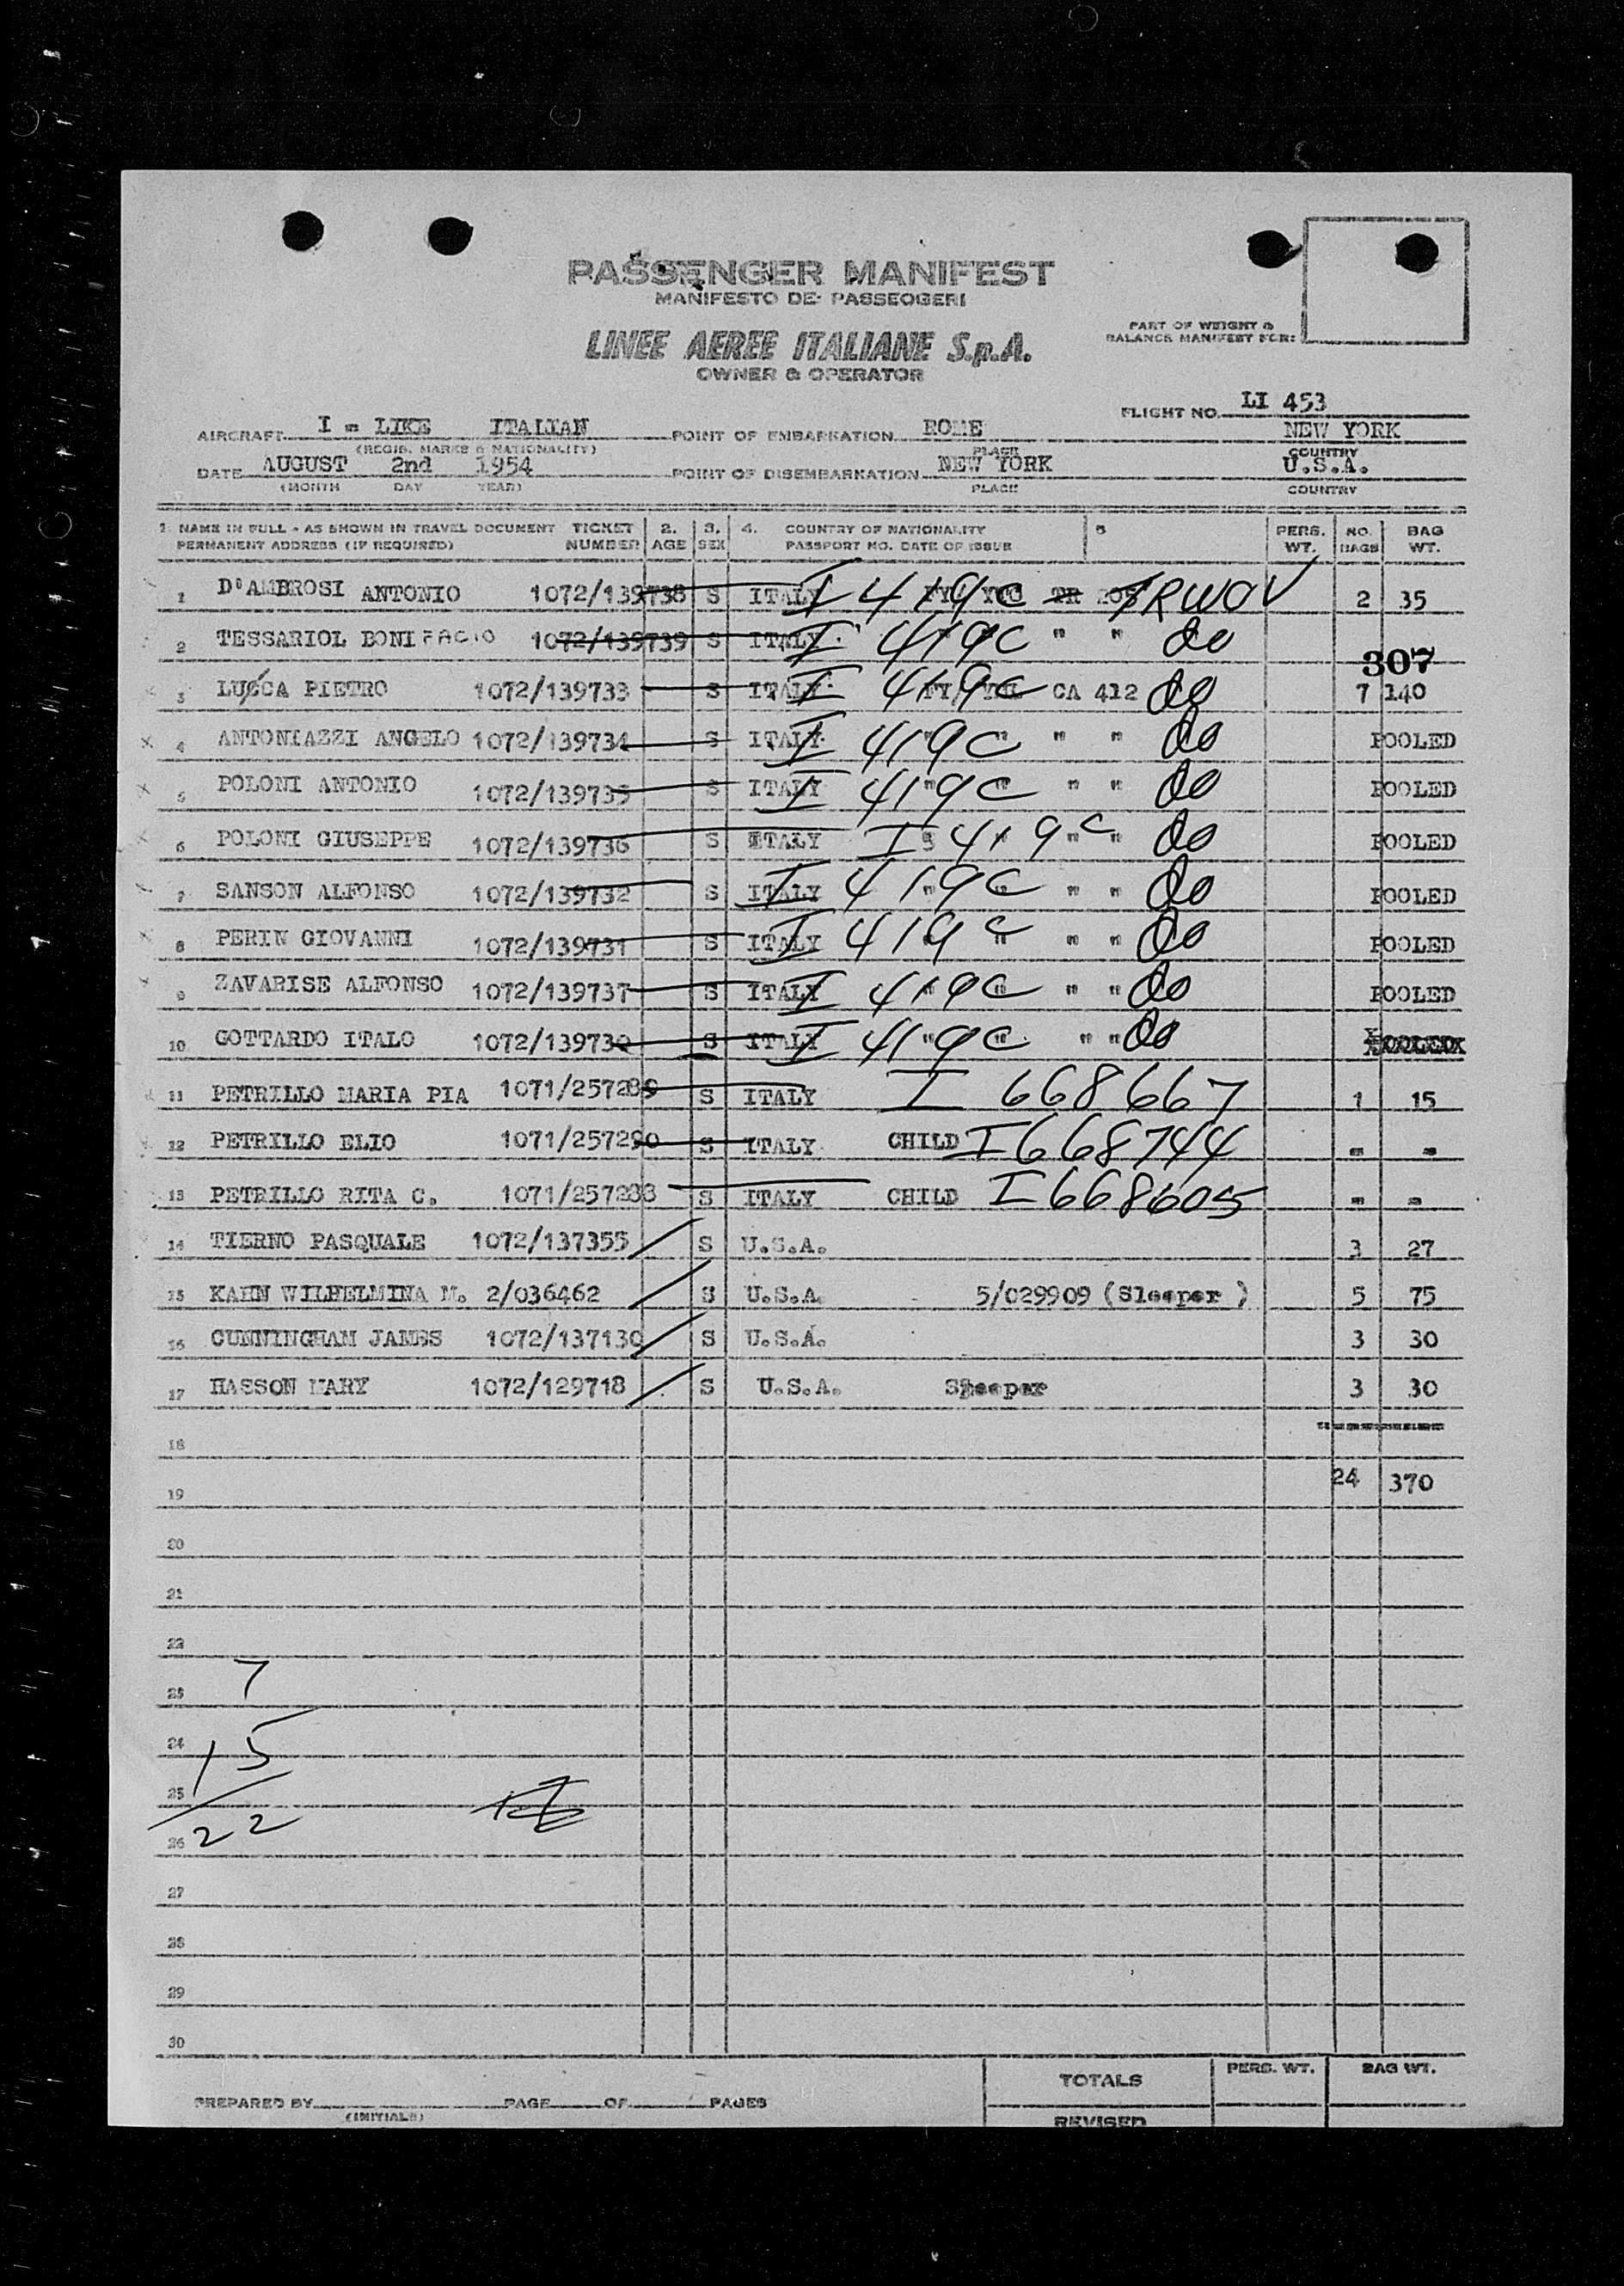 PASSENGER MANIFEST
MANIFESTO DE' PASSEGGERI
LINEE AEREE ITALIANE S.p.A.
OWNER & OPERATOR
PART OF WEIGHT &
BALANCE MANIFEST FOR:
FLIGHT NO. LI 453
AIRCRAFT I - LIKE ITALIAN POINT OF EMBARKATION ROME NEW YORK
(REGIS. MARKS & NATIONALITY) PLACE COUNTRY
DATE AUGUST 2nd 1954 POINT OF DISEMBARKATION NEW YORK U.S.A.
(MONTH DAY YEAR) PLACE COUNTRY
1. NAME IN FULL - AS SHOWN IN TRAVEL DOCUMENT TICKET 2. 3. 4. COUNTRY OF NATIONALITY 5 PERS. NO. BAG
PERMANENT ADDRESS (IF REQUIRED) NUMBER AGE SEX PASSPORT NO. DATE OF ISSUE WT. BAGS WT.
1 D'AMBROSI ANTONIO 1072/139738 S ITALY I 419C TR TRWOV 2 35
2 TESSARIOL BONIFACIO 1072/139739 S ITALY I 419C " " do
307
3 LUCCA PIETRO 1072/139733 S ITALY I 419C CA 412 do 7 140
4 ANTONIAZZI ANGELO 1072/139734 S ITALY I 419C " " do POOLED
5 POLONI ANTONIO 1072/139735 S ITALY I 419C " " do POOLED
6 POLONI GIUSEPPE 1072/139736 S ITALY I 419C " " do POOLED
7 SANSON ALFONSO 1072/139732 S ITALY I 419C " " do POOLED
8 PERIN GIOVANNI 1072/139731 S ITALY I 419C " " do POOLED
9 ZAVARISE ALFONSO 1072/139737 S ITALY I 419C " " do POOLED
10 GOTTARDO ITALO 1072/139730 S ITALY I 419C " " do POOLED
11 PETRILLO MARIA PIA 1071/257289 S ITALY I 668667 1 15
12 PETRILLO ELIO 1071/257290 S ITALY CHILD I668744 - -
13 PETRILLO RITA C. 1071/257288 S ITALY CHILD I668605 - -
14 TIERNO PASQUALE 1072/137355 S U.S.A. 3 27
15 KAHN WILHELMINA M. 2/036462 S U.S.A. 5/029909 (Sleeper ) 5 75
16 CUNNINGHAM JAMES 1072/137130 S U.S.A. 3 30
17 HASSON MARY 1072/129718 S U.S.A. Sleeper 3 30
18
24 370
19
20
21
22
7
23
15
24
25
22
26
27
28
29
30
TOTALS PERS. WT. BAG WT.
PREPARED BY PAGE OF PAGES
(INITIALS)
REVISED